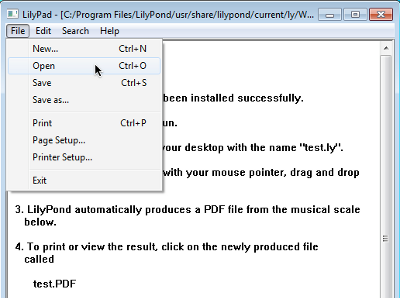 LilyPad - [C:/Program Files/LilyPond/usr/share/lilypond/current/ly/W...
File Edit Search Help
New... Ctrl+N
Open Ctrl+O
Save Ctrl+S
Save as...
been installed successfully.
Print Ctrl+P
un.
Page Setup...
your desktop with the name "test.ly".
Printer Setup...
with your mouse pointer, drag and drop
Exit
3. LilyPond automatically produces a PDF file from the musical scale
below.
4. To print or view the result, click on the newly produced file
called
test.PDF